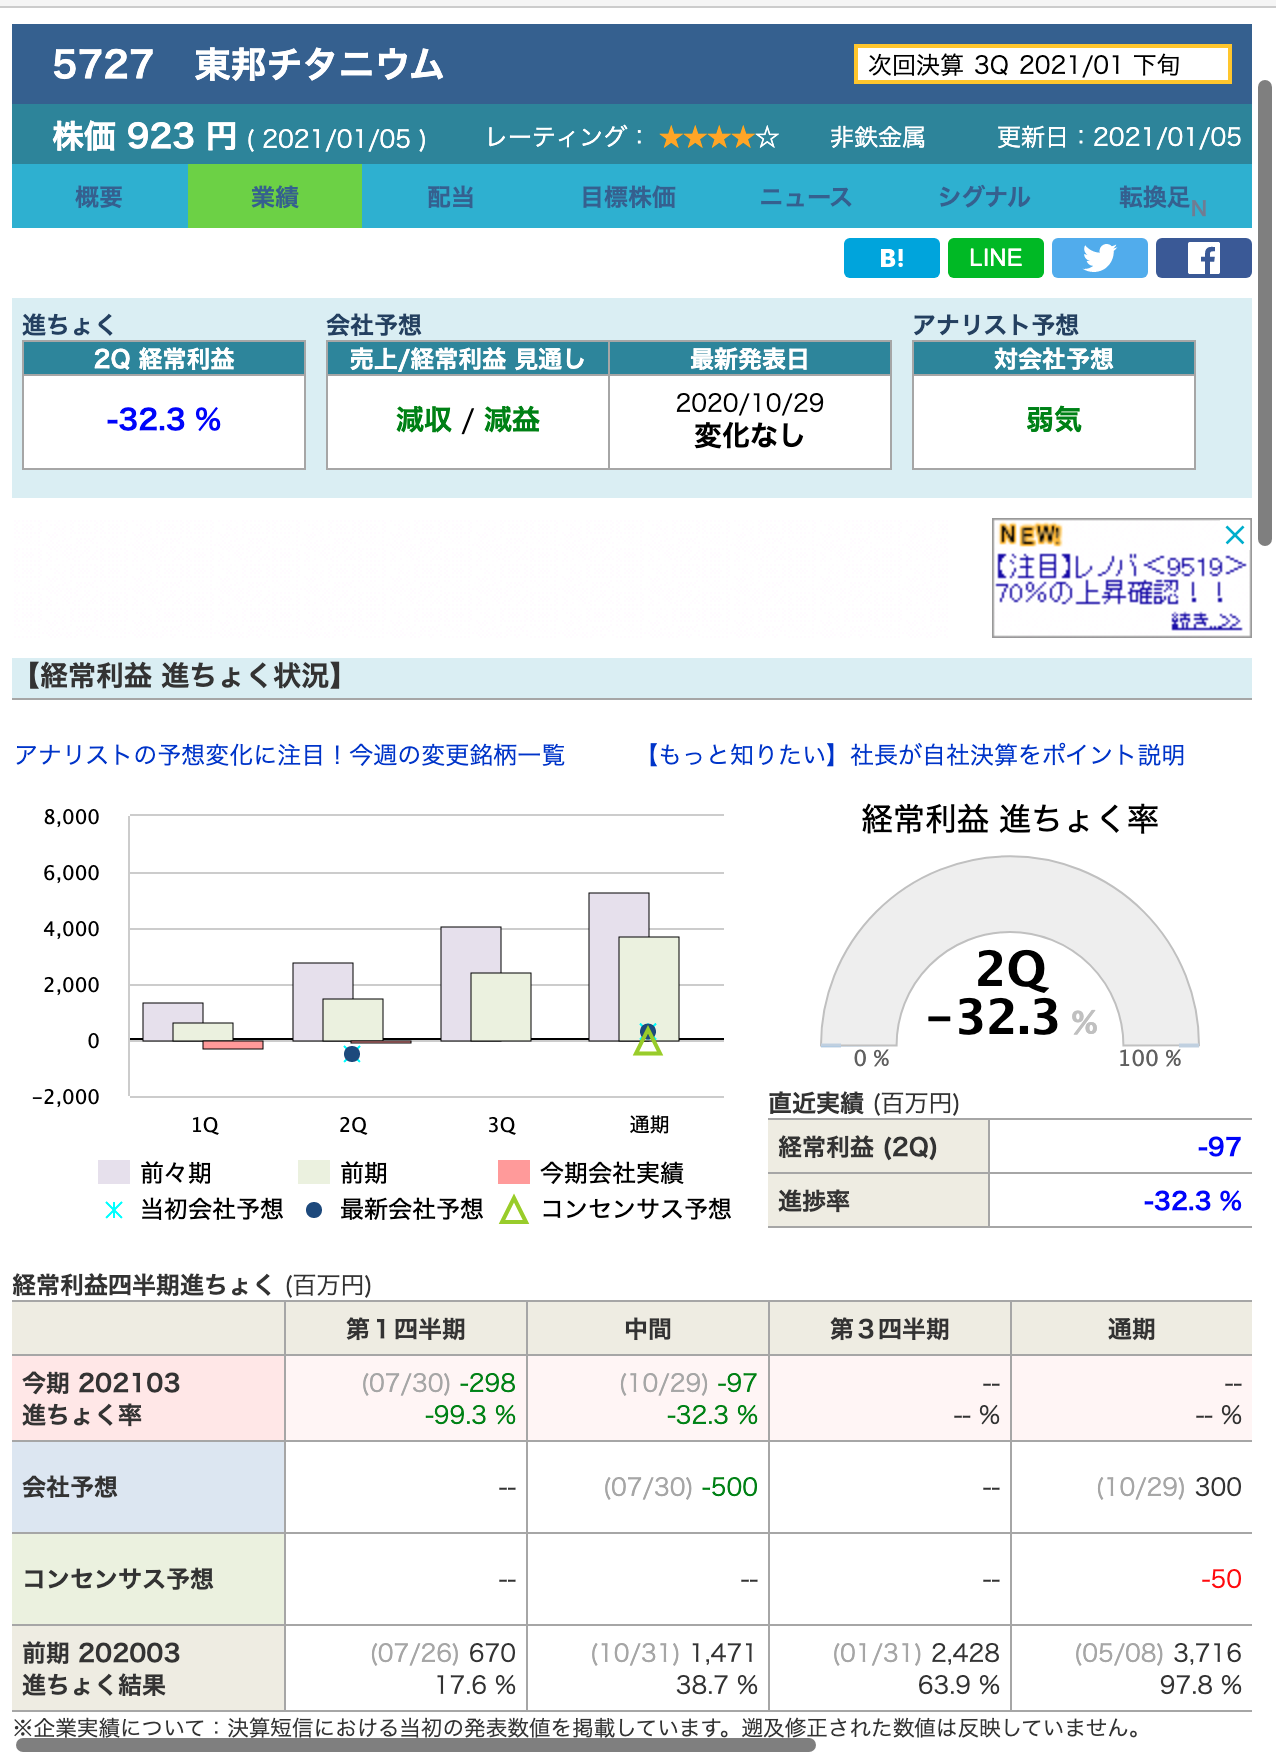 5727 東邦チタニウム
次回決算 3Q 2021/01 下旬
株価 923 円 ( 2021/01/05 ) レーティング： ★★★★☆ 非鉄金属 更新日：2021/01/05
概要 業績 配当 目標株価 ニュース シグナル 転換足N
B! LINE
進ちょく 会社予想 アナリスト予想
2Q 経常利益 売上/経常利益 見通し 最新発表日 対会社予想
-32.3 % 減収 / 減益 2020/10/29 弱気
変化なし
NEW!
【注目】レノバ<9519>
70%の上昇確認！！
続き..>>
【経常利益 進ちょく状況】
アナリストの予想変化に注目！今週の変更銘柄一覧 【もっと知りたい】社長が自社決算をポイント説明
8,000
6,000
4,000
2,000
0
-2,000
1Q 2Q 3Q 通期
前々期 前期 今期会社実績
当初会社予想 最新会社予想 コンセンサス予想
経常利益 進ちょく率
2Q
-32.3 %
0 % 100 %
直近実績 (百万円)
経常利益 (2Q) -97
進捗率 -32.3 %
経常利益四半期進ちょく (百万円)
第１四半期 中間 第３四半期 通期
今期 202103 (07/30) -298 (10/29) -97 -- --
進ちょく率 -99.3 % -32.3 % -- % -- %
会社予想 -- (07/30) -500 -- (10/29) 300
コンセンサス予想 -- -- -- -50
前期 202003 (07/26) 670 (10/31) 1,471 (01/31) 2,428 (05/08) 3,716
進ちょく結果 17.6 % 38.7 % 63.9 % 97.8 %
※企業実績について：決算短信における当初の発表数値を掲載しています。遡及修正された数値は反映していません。